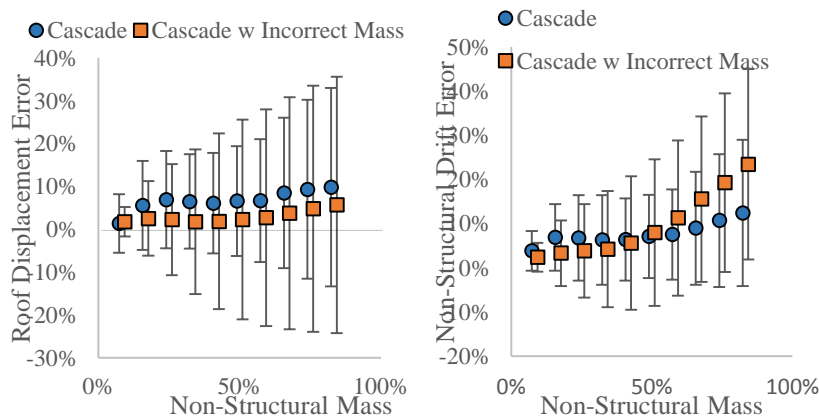 Cascade
Cascade w Incorrect Mass
Roof Displacement Error
40%
30%
20%
10%
0%
-10%
-20%
-30%
0%
50%
100%
Non-Structural Mass
Cascade
Cascade w Incorrect Mass
Non-Structural Drift Error
50%
40%
30%
20%
10%
0%
-10%
-20%
0%
50%
100%
Non-Structural Mass